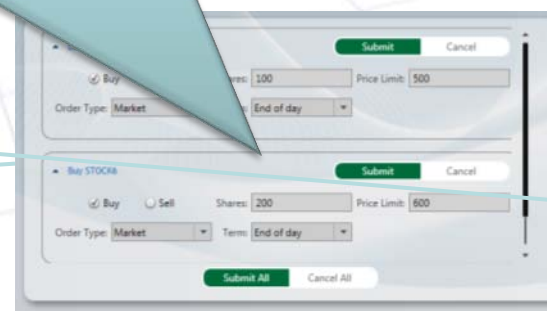 Submit Cancel
Buy Shares: 100 Price Limit: 500
Order Type: Market End of day
Buy STOCK6 Submit Cancel
Buy Sell Shares: 200 Price Limit: 600
Order Type: Market Term: End of day
Submit All Cancel All